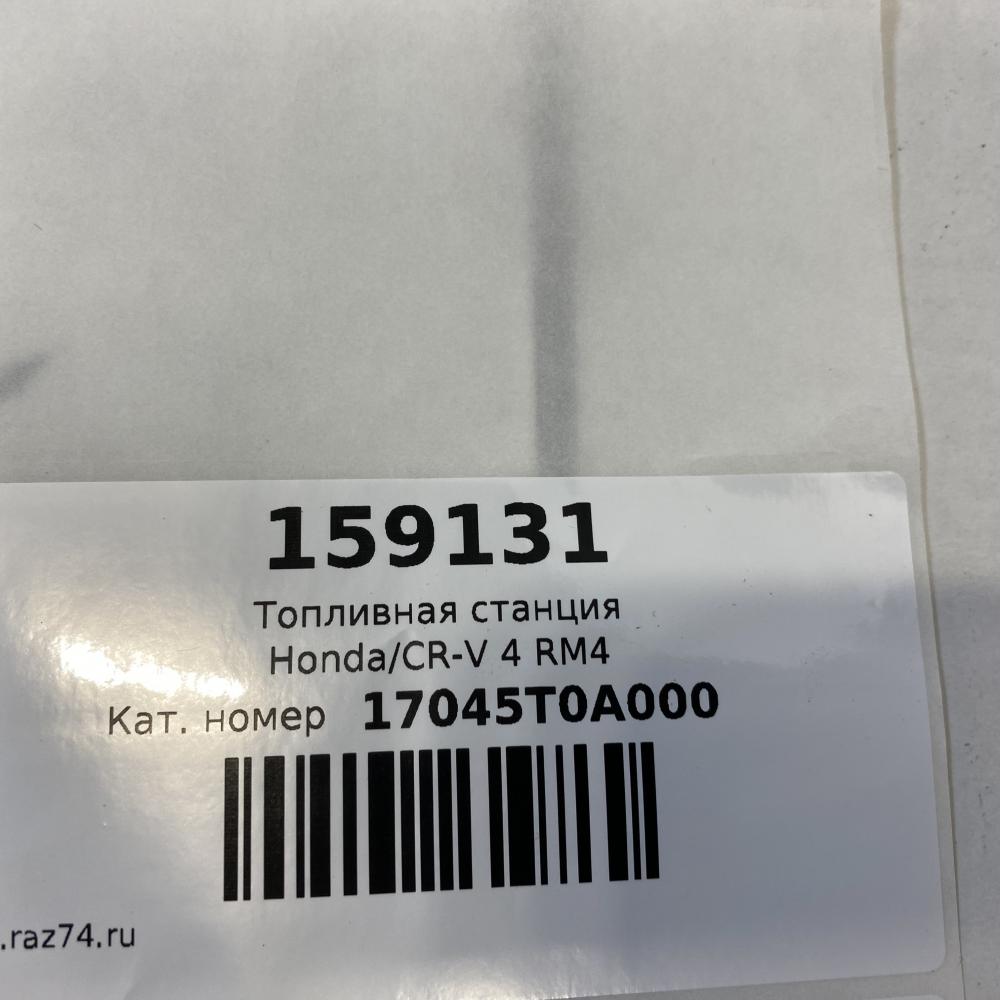 159131
Топливная станция
Honda/CR-V 4 RM4
Кат. номер 17045T0A000
.raz74.ru